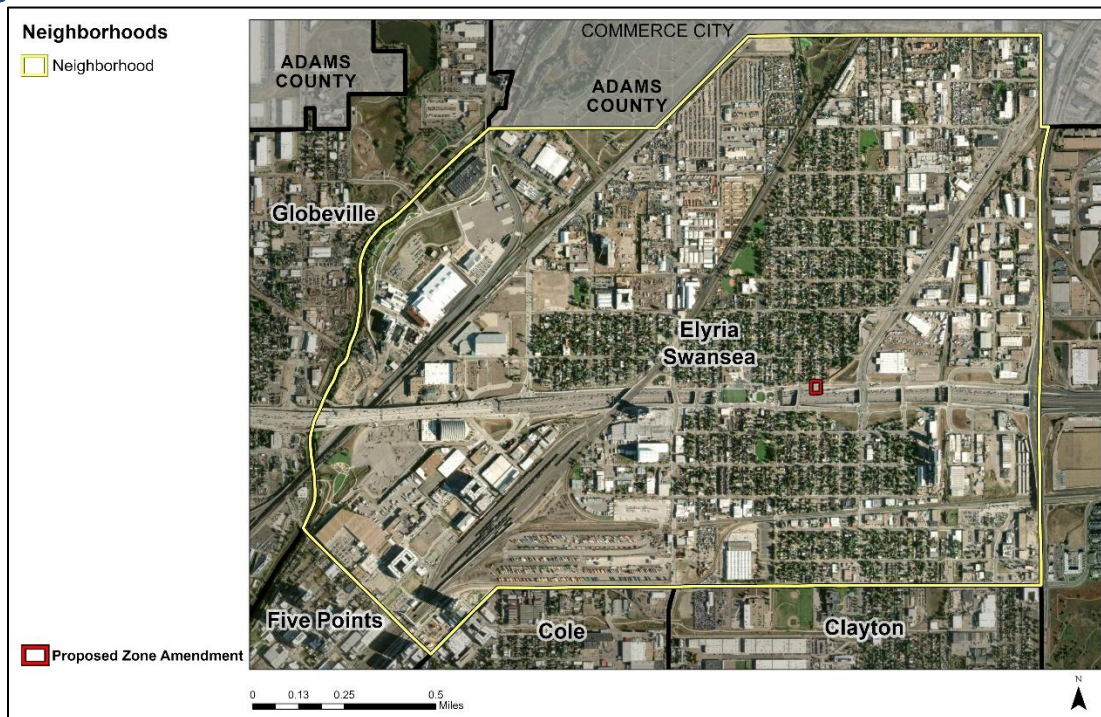 Neighborhoods
Neighborhood
COMMERCE CITY
ADAMS
COUNTY
ADAMS
COUNTY
Globeville
Elyria
Swansea
Five Points
Cole
Clayton
Proposed Zone Amendment
0 0.13 0.25 0.5
Miles
N